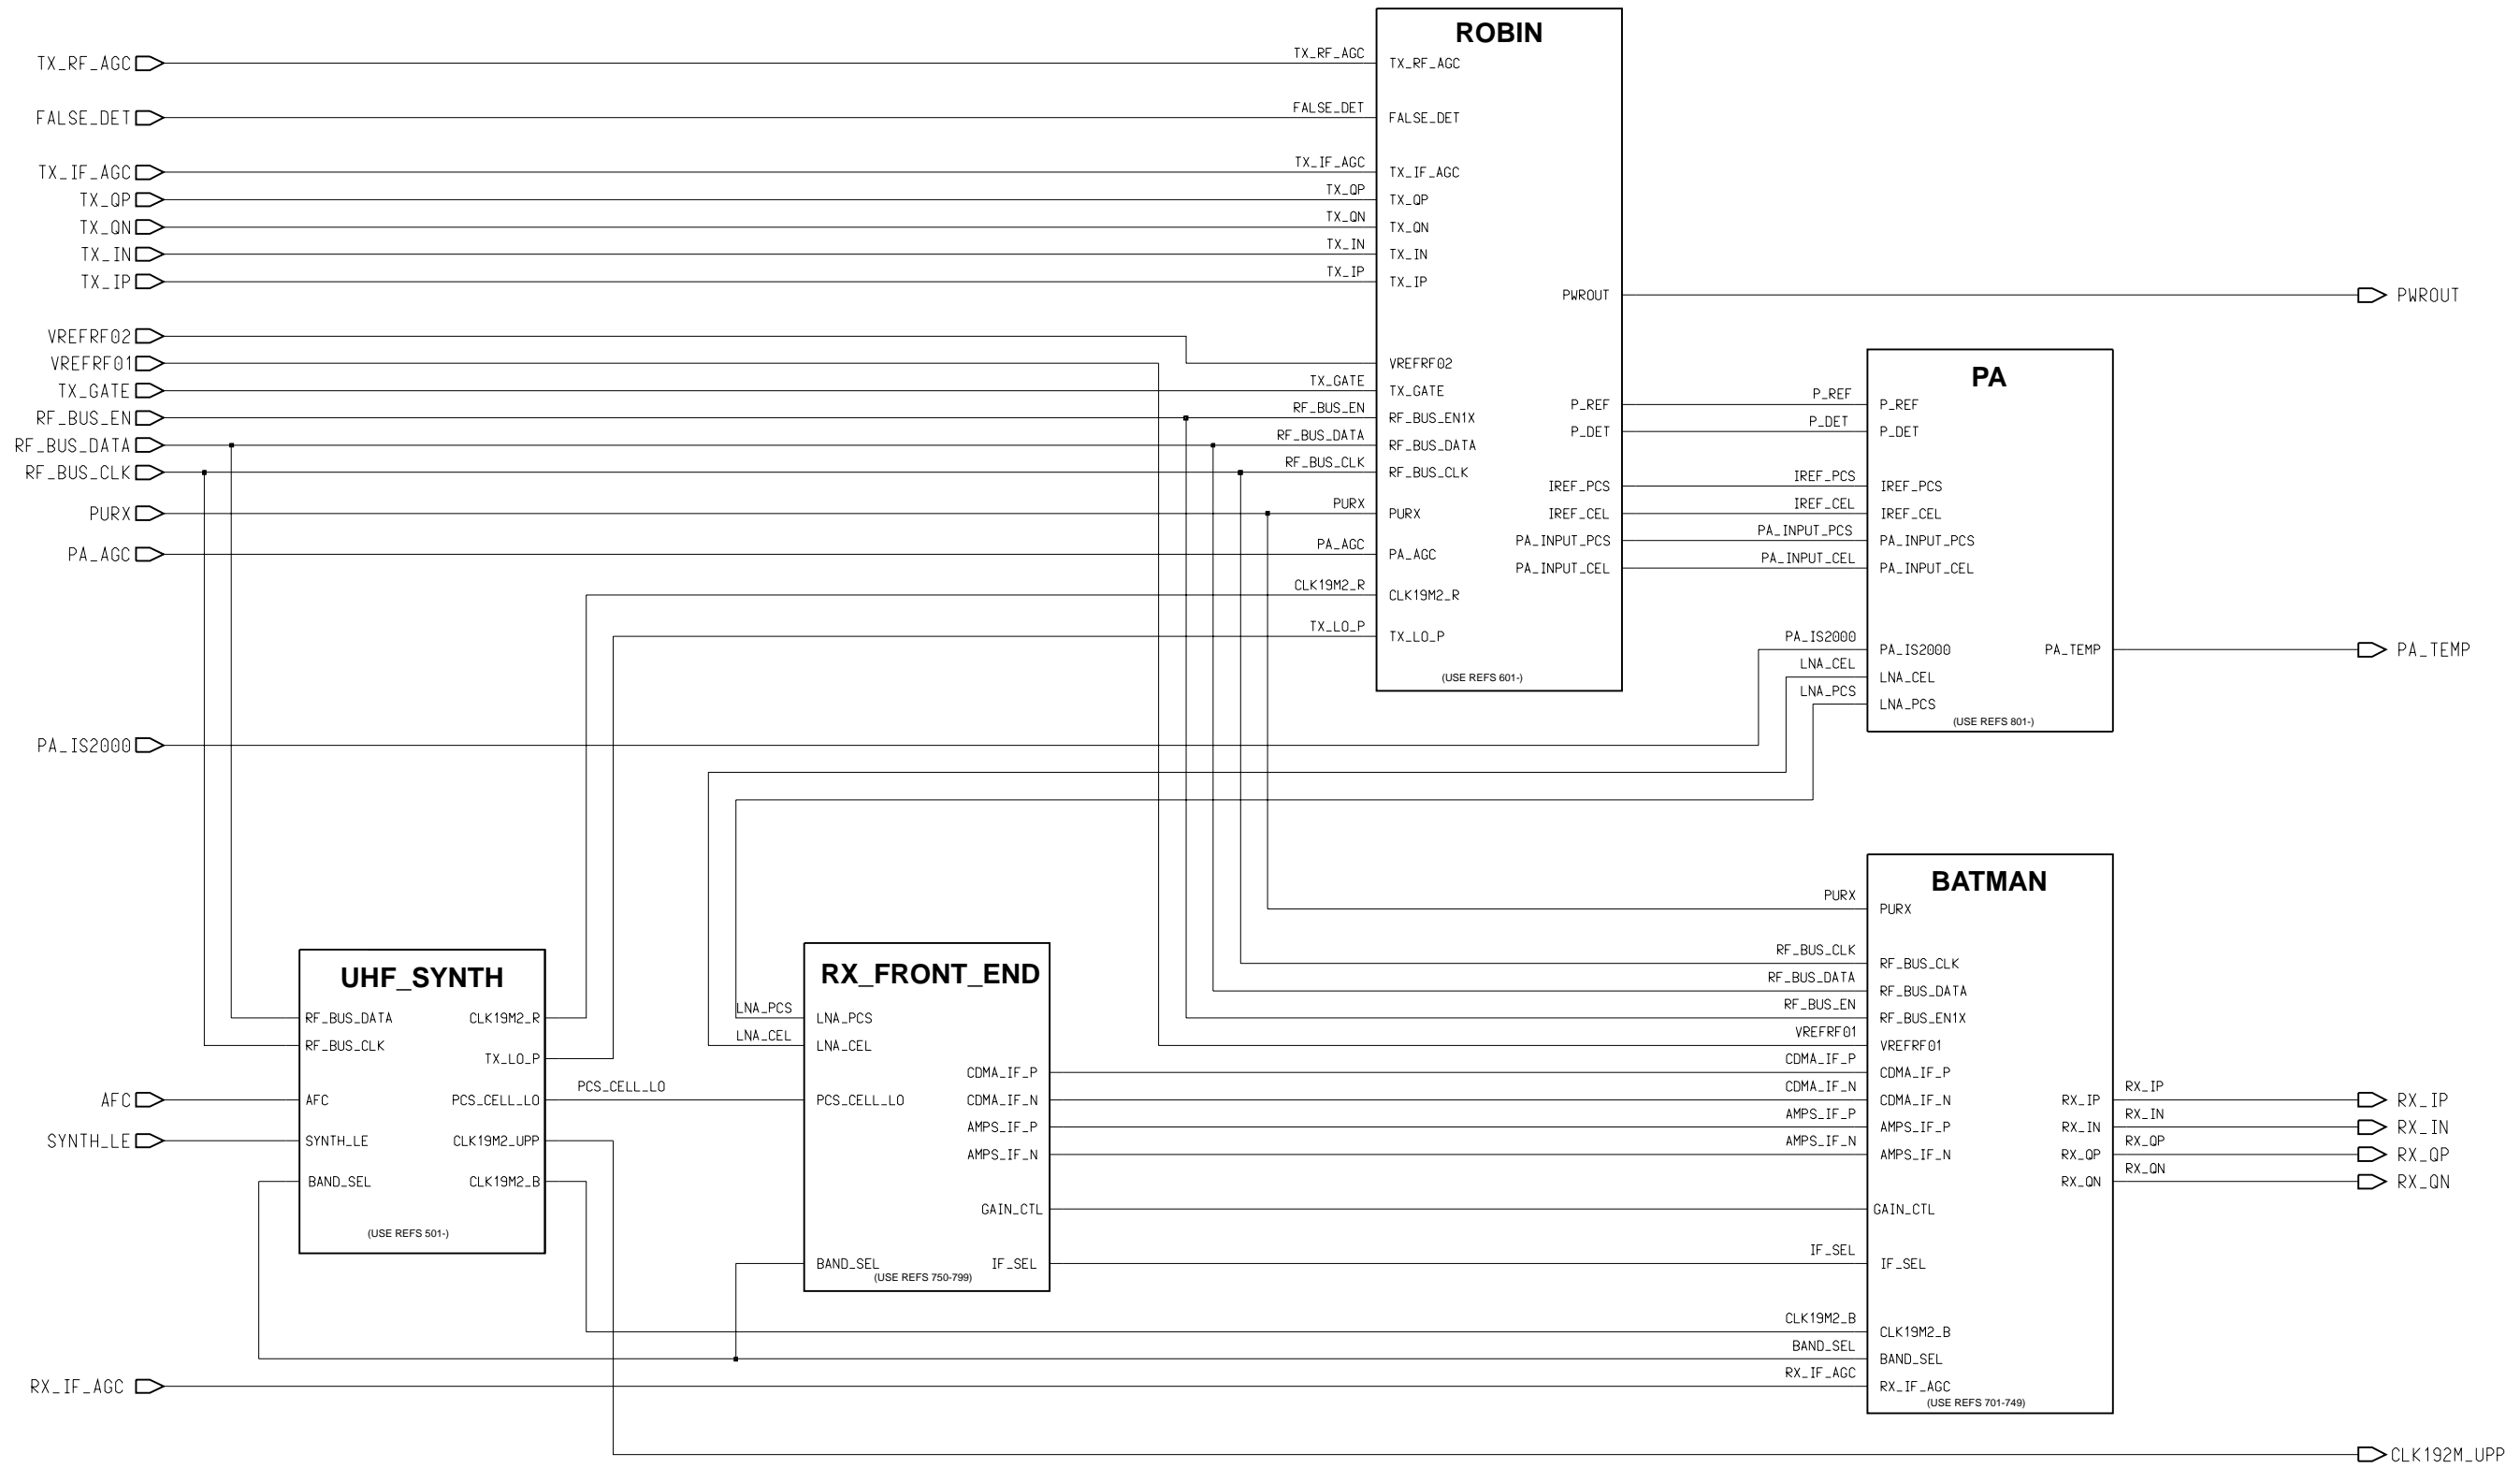 ROBIN
TX_RF_AGC
TX_RF_AGC
TX_RF_AGC
FALSE_DET
FALSE_DET
FALSE_DET
TX_IF_AGC
TX_IF_AGC
TX_IF_AGC
TX_QP
TX_QP
TX_QP
TX_QN
TX_QN
TX_QN
TX_IN
TX_IN
TX_IN
TX_IP
TX_IP
TX_IP
PWROUT
PWROUT
VREFRF02
VREFRF02
VREFRF01
TX_GATE
TX_GATE
TX_GATE
RF_BUS_EN
RF_BUS_EN
RF_BUS_EN1X
RF_BUS_DATA
RF_BUS_DATA
RF_BUS_DATA
RF_BUS_CLK
RF_BUS_CLK
RF_BUS_CLK
PURX
PURX
PURX
PA_AGC
PA_AGC
PA_AGC
CLK19M2_R
CLK19M2_R
TX_LO_P
TX_LO_P
P_REF
P_DET
IREF_PCS
IREF_CEL
PA_INPUT_PCS
PA_INPUT_CEL
(USE REFS 601-)
PA
P_REF
P_REF
P_DET
P_DET
IREF_PCS
IREF_PCS
IREF_CEL
IREF_CEL
PA_INPUT_PCS
PA_INPUT_PCS
PA_INPUT_CEL
PA_INPUT_CEL
PA_IS2000
PA_IS2000
PA_TEMP
PA_TEMP
LNA_CEL
LNA_CEL
LNA_PCS
LNA_PCS
(USE REFS 801-)
PA_IS2000
UHF_SYNTH
RF_BUS_DATA
CLK19M2_R
RF_BUS_CLK
TX_LO_P
AFC
AFC
PCS_CELL_LO
PCS_CELL_LO
SYNTH_LE
SYNTH_LE
CLK19M2_UPP
BAND_SEL
CLK19M2_B
(USE REFS 501-)
RX_FRONT_END
LNA_PCS
LNA_PCS
LNA_CEL
LNA_CEL
CDMA_IF_P
PCS_CELL_LO
CDMA_IF_N
AMPS_IF_P
AMPS_IF_N
GAIN_CTL
BAND_SEL
IF_SEL
(USE REFS 750-799)
BATMAN
PURX
PURX
RF_BUS_CLK
RF_BUS_CLK
RF_BUS_DATA
RF_BUS_DATA
RF_BUS_EN
RF_BUS_EN1X
VREFRF01
VREFRF01
CDMA_IF_P
CDMA_IF_P
CDMA_IF_N
CDMA_IF_N
AMPS_IF_P
AMPS_IF_P
AMPS_IF_N
AMPS_IF_N
RX_IP
RX_IP
RX_IP
RX_IN
RX_IN
RX_IN
RX_QP
RX_QP
RX_QP
RX_QN
RX_QN
RX_QN
GAIN_CTL
IF_SEL
IF_SEL
CLK19M2_B
CLK19M2_B
BAND_SEL
BAND_SEL
RX_IF_AGC
RX_IF_AGC
RX_IF_AGC
(USE REFS 701-749)
CLK192M_UPP